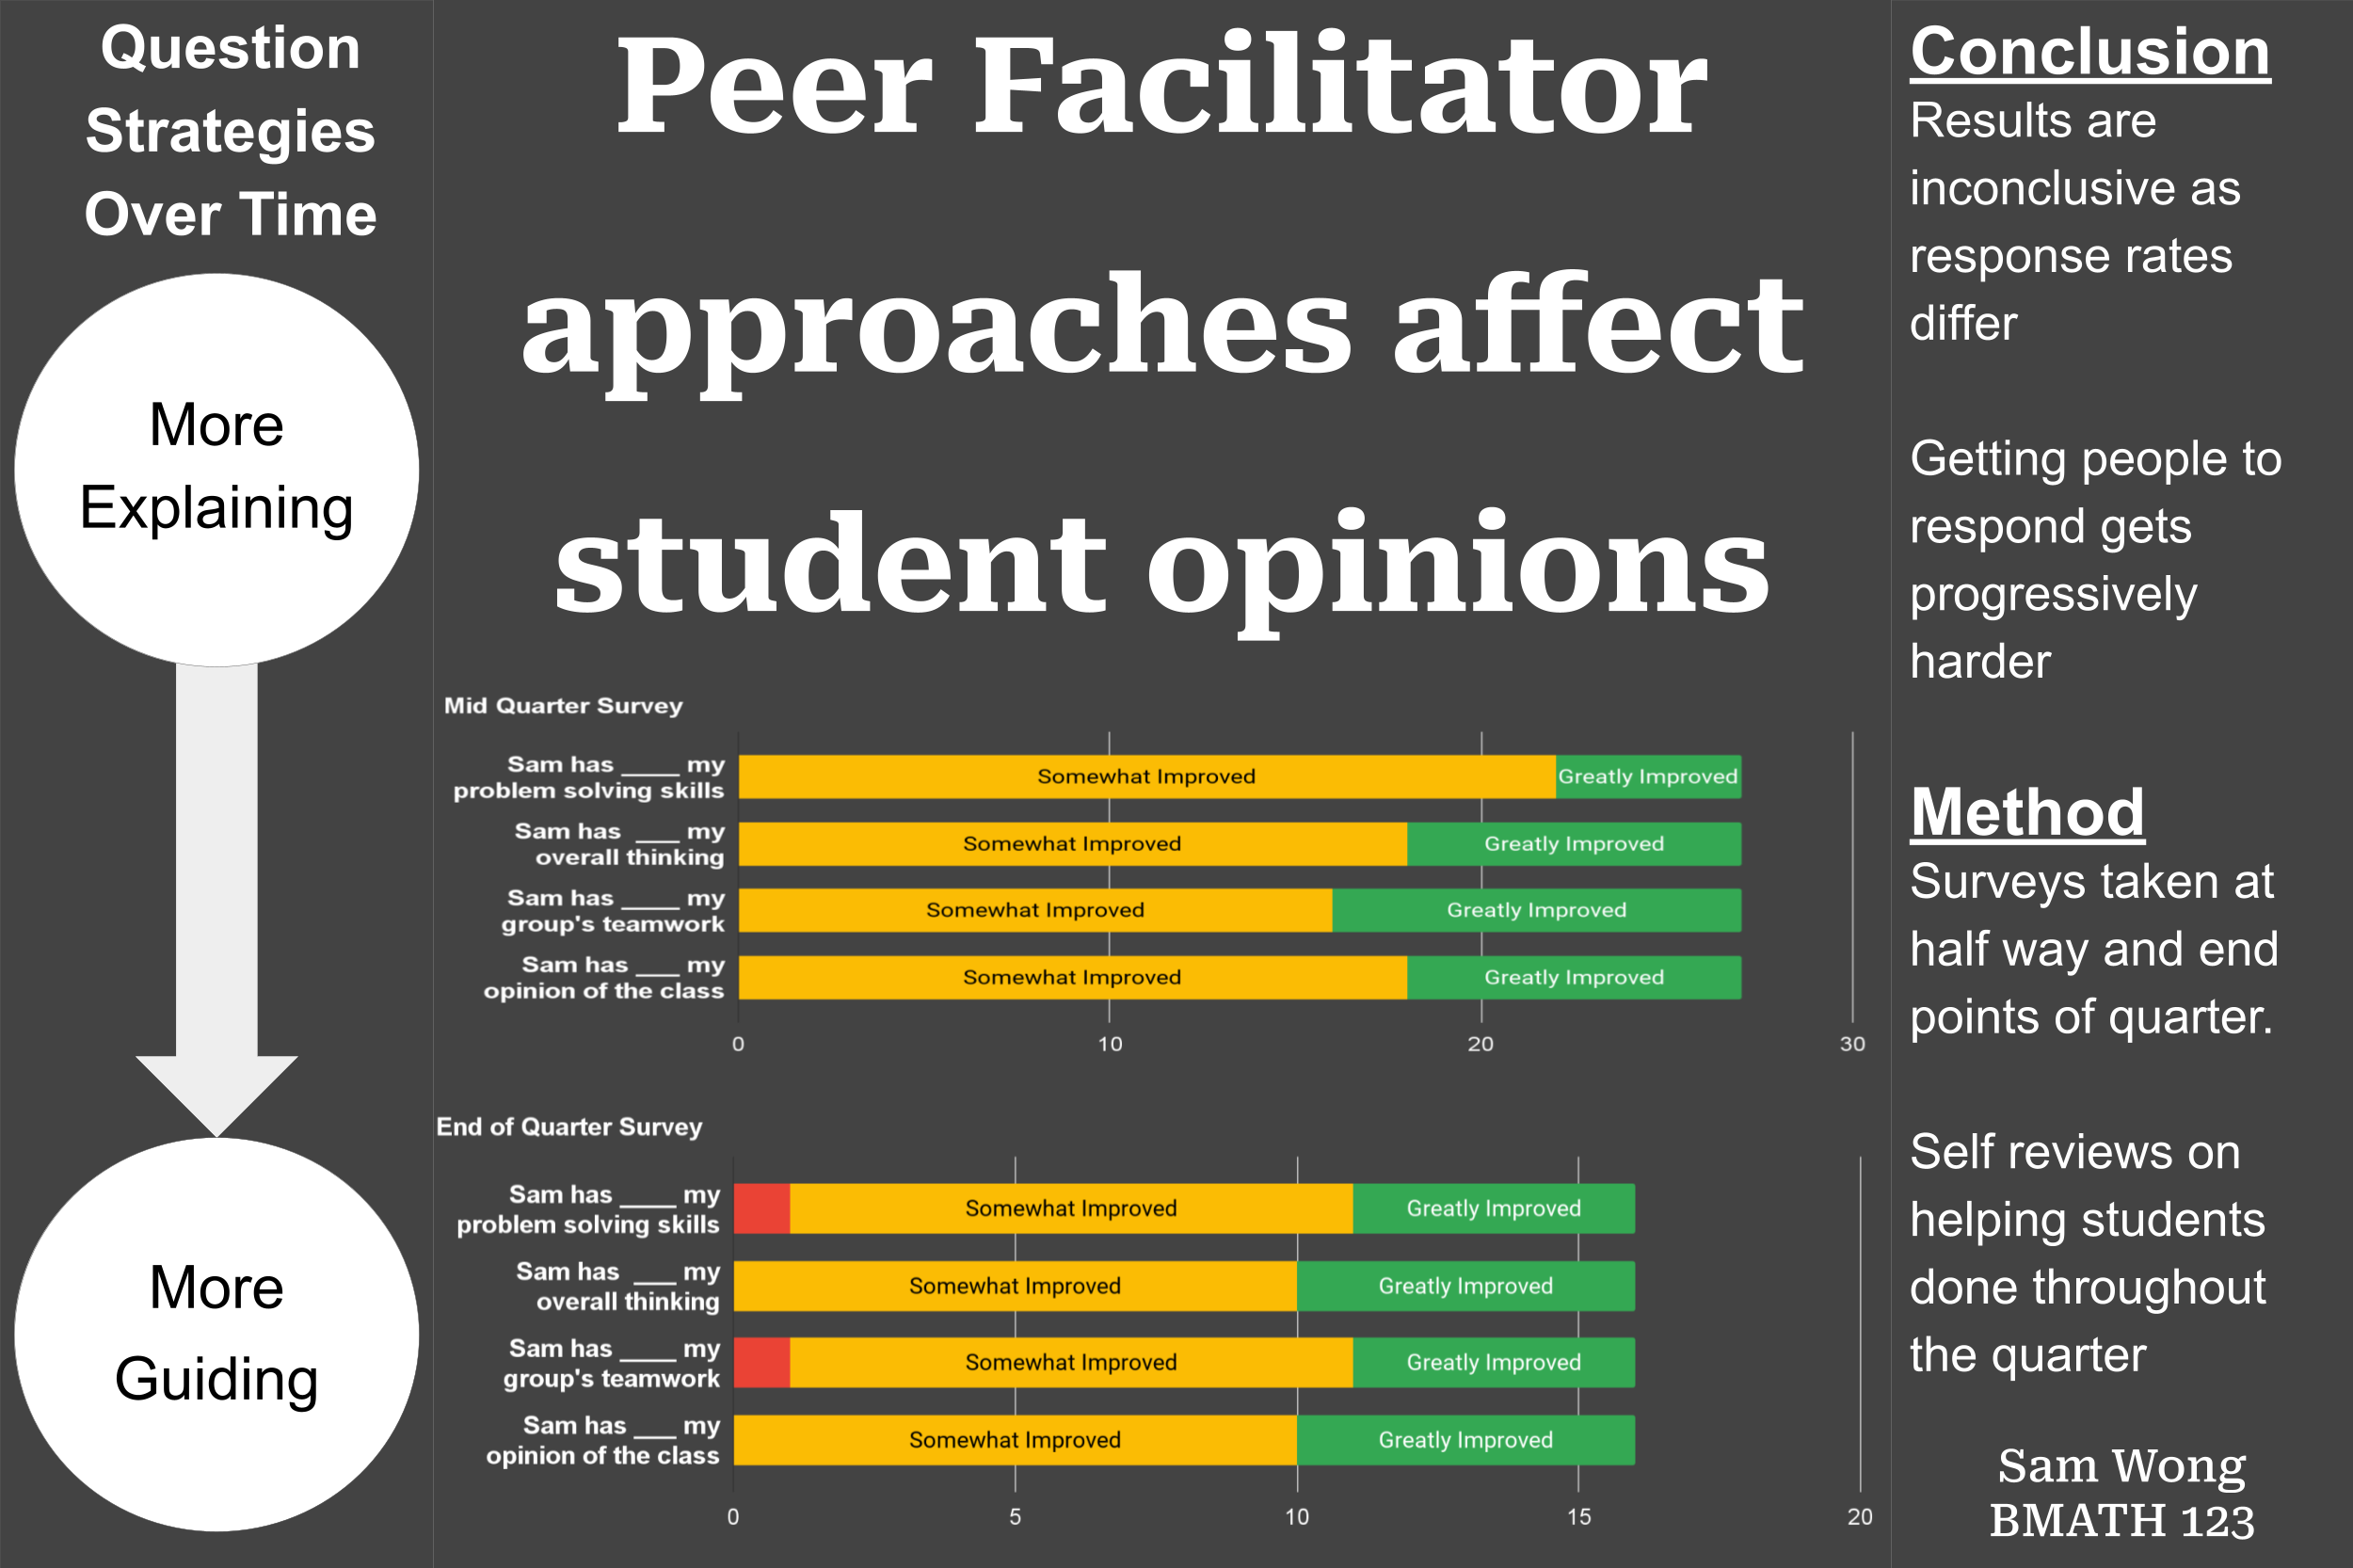 Question
Strategies
Over Time
More
Explaining
More
Guiding
Peer Facilitator
approaches affect
student opinions
Mid Quarter Survey
Sam has ____ my
problem solving skills
Somewhat Improved
Greatly Improved
Sam has ___ my
overall thinking
Somewhat Improved
Greatly Improved
Sam has ____ my
group's teamwork
Somewhat Improved
Greatly Improved
Sam has ___ my
opinion of the class
Somewhat Improved
Greatly Improved
0 10 20 30
End of Quarter Survey
Sam has ____ my
problem solving skills
Somewhat Improved
Greatly Improved
Sam has ___ my
overall thinking
Somewhat Improved
Greatly Improved
Sam has ____ my
group's teamwork
Somewhat Improved
Greatly Improved
Sam has ___ my
opinion of the class
Somewhat Improved
Greatly Improved
0 5 10 15 20
Conclusion
Results are
inconclusive as
response rates
differ
Getting people to
respond gets
progressively
harder
Method
Surveys taken at
half way and end
points of quarter.
Self reviews on
helping students
done throughout
the quarter
Sam Wong
BMATH 123